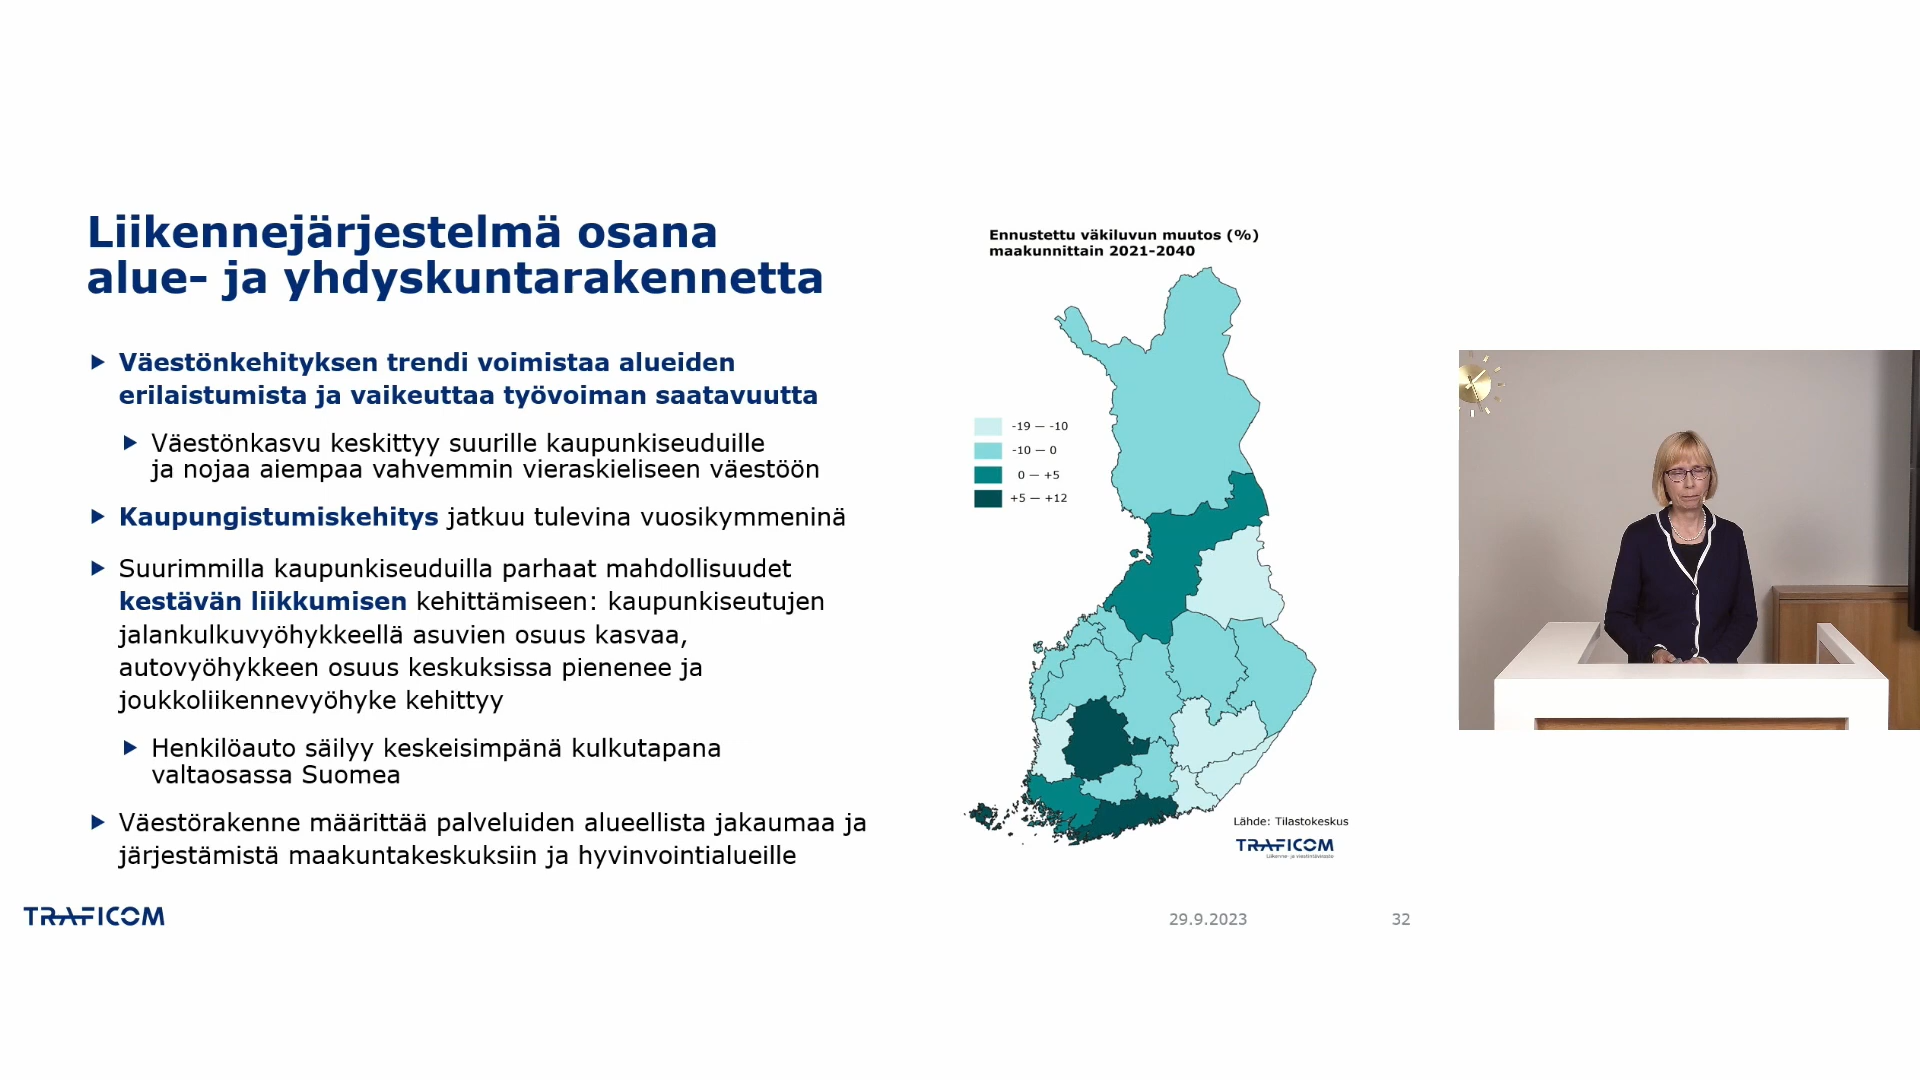 Liikennejärjestelmä osana
alue- ja yhdyskuntarakennetta
Väestönkehityksen trendi voimistaa alueiden
erilaistumista ja vaikeuttaa työvoiman saatavuutta
Väestönkasvu keskittyy suurille kaupunkiseuduille
ja nojaa aiempaa vahvemmin vieraskieliseen väestöön
Kaupungistumiskehitys jatkuu tulevina vuosikymmeninä
Suurimmilla kaupunkiseuduilla parhaat mahdollisuudet
kestävän liikkumisen kehittämiseen: kaupunkiseutujen
jalankulkuvyöhykkeellä asuvien osuus kasvaa,
autovyöhykkeen osuus keskuksissa pienenee ja
joukkoliikennevyöhyke kehittyy
Henkilöauto säilyy keskeisimpänä kulkutapana
valtaosassa Suomea
Väestörakenne määrittää palveluiden alueellista jakaumaa ja
järjestämistä maakuntakeskuksiin ja hyvinvointialueille
Ennustettu väkiluvun muutos (%)
maakunnittain 2021-2040
-19 — -10
-10 — 0
0 — +5
+5 — +12
Lähde: Tilastokeskus
TRAFICOM
Liikenne- ja viestintävirasto
TRAFICOM
29.9.2023
32